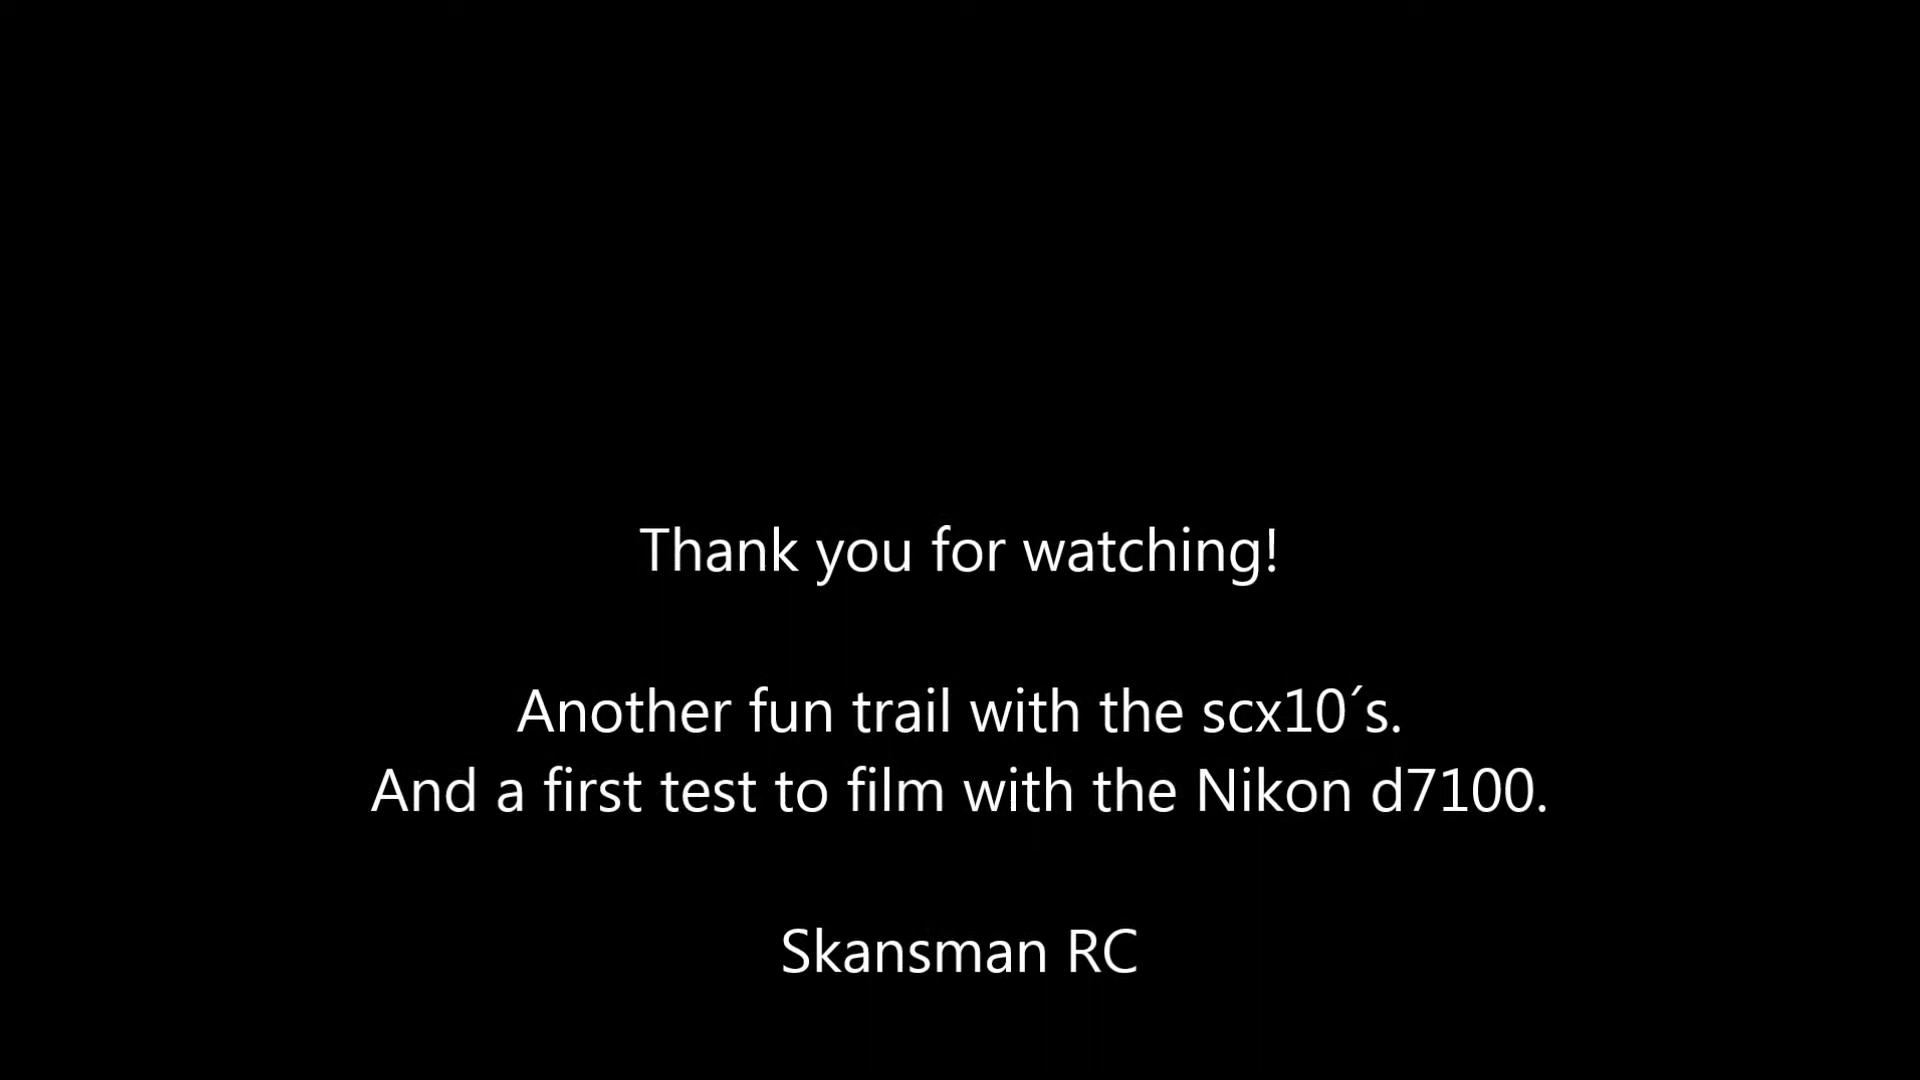 Thank you for watching!
Another fun trail with the scx10´s.
And a first test to film with the Nikon d7100.
Skansman RC